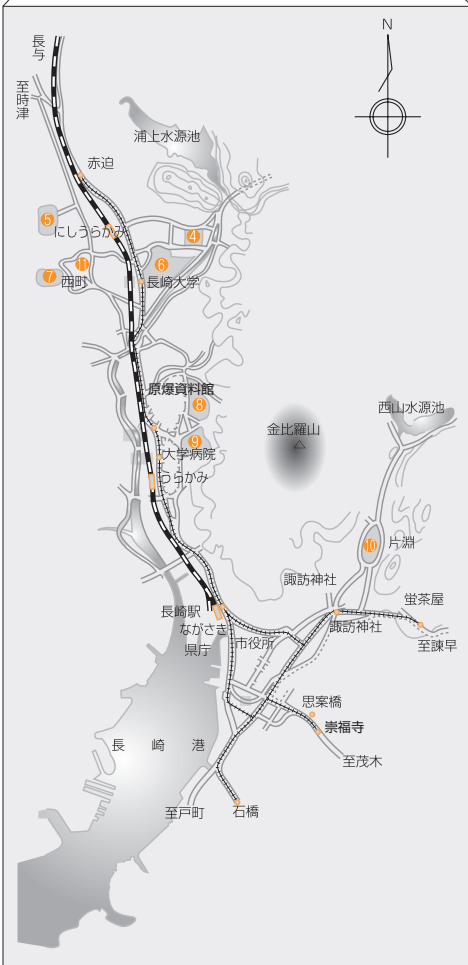 N
長与
至時津
浦上水源池
赤迫
⑤
にしうらかみ
④
⑪
⑥
⑦
西町
長崎大学
原爆資料館
⑧
西山水源池
金比羅山
⑨
大学病院
うらかみ
⑩
片淵
諏訪神社
蛍茶屋
長崎駅
ながさき
諏訪神社
市役所
至諫早
県庁
思案橋
崇福寺
長崎港
至茂木
至戸町
石橋